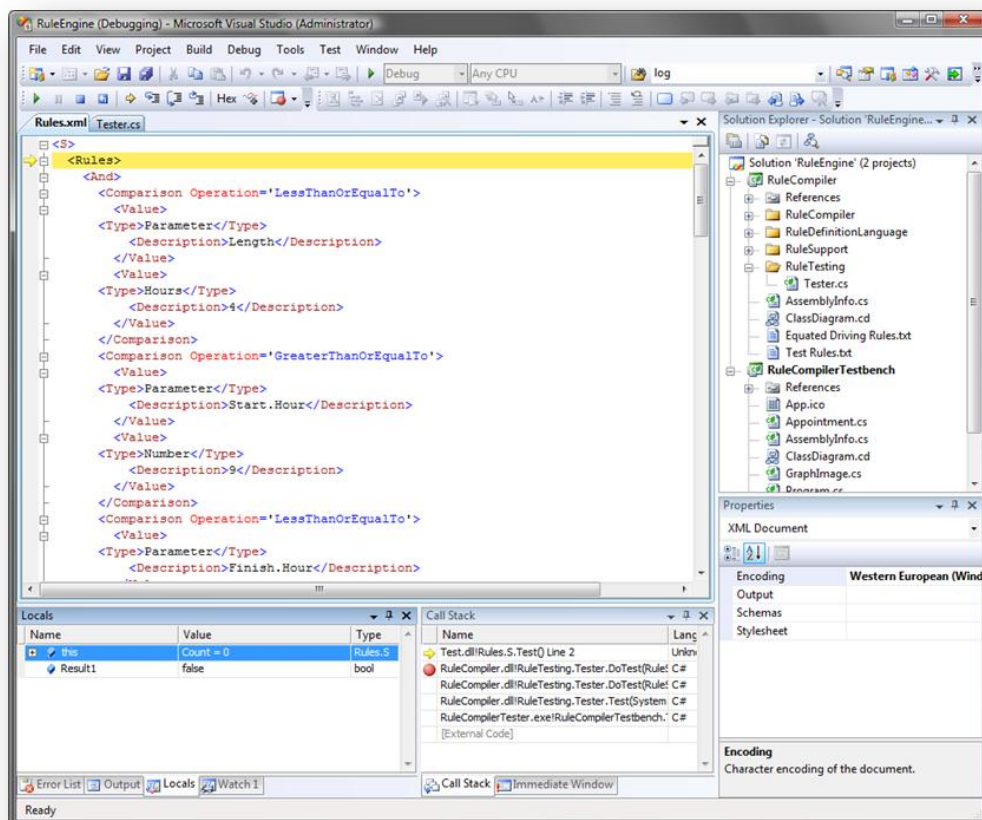 RuleEngine (Debugging) - Microsoft Visual Studio (Administrator)
File Edit View Project Build Debug Tools Test Window Help
Debug Any CPU log
Hex
Rules.xml Tester.cs
<S>
<Rules>
<And>
<Comparison Operation='LessThanOrEqualTo'>
<Value>
<Type>Parameter</Type>
<Description>Length</Description>
</Value>
<Value>
<Type>Hours</Type>
<Description>4</Description>
</Value>
</Comparison>
<Comparison Operation='GreaterThanOrEqualTo'>
<Value>
<Type>Parameter</Type>
<Description>Start.Hour</Description>
</Value>
<Value>
<Type>Number</Type>
<Description>9</Description>
</Value>
</Comparison>
<Comparison Operation='LessThanOrEqualTo'>
<Value>
<Type>Parameter</Type>
<Description>Finish.Hour</Description>
Solution Explorer - Solution 'RuleEngine...
Solution 'RuleEngine' (2 projects)
RuleCompiler
References
RuleCompiler
RuleDefinitionLanguage
RuleSupport
RuleTesting
Tester.cs
AssemblyInfo.cs
ClassDiagram.cd
Equated Driving Rules.txt
Test Rules.txt
RuleCompilerTestbench
References
App.ico
Appointment.cs
AssemblyInfo.cs
ClassDiagram.cd
GraphImage.cs
Program.cs
Properties
XML Document
Encoding Western European (Wind
Output
Schemas
Stylesheet
Encoding
Character encoding of the document.
Locals
Name Value Type
this Count = 0 Rules.S
Result1 false bool
Error List Output Locals Watch 1
Call Stack
Name Lang
Test.dll!Rules.S.Test() Line 2 Unkn
RuleCompiler.dll!RuleTesting.Tester.DoTest(Rule C#
RuleCompiler.dll!RuleTesting.Tester.DoTest(Rule C#
RuleCompiler.dll!RuleTesting.Tester.Test(System C#
RuleCompilerTester.exe!RuleCompilerTestbench. C#
[External Code]
Call Stack Immediate Window
Ready